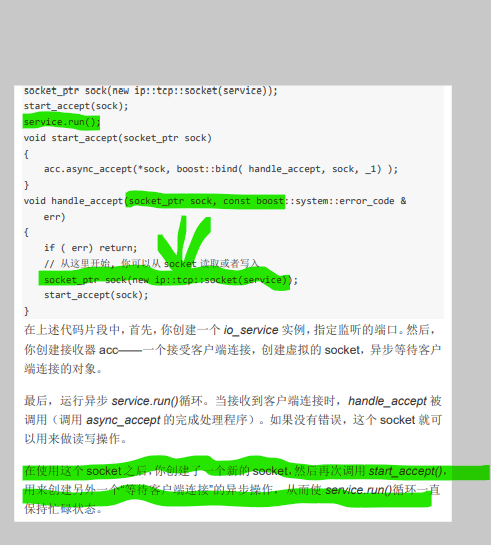 socket_ptr sock(new ip::tcp::socket(service));
start_accept(sock);
service.run();
void start_accept(socket_ptr sock)
{
acc.async_accept(*sock, boost::bind( handle_accept, sock, _1) );
}
void handle_accept(socket_ptr sock, const boost::system::error_code &
err)
{
if ( err) return;
// 从这里开始, 你可以从 socket 读取或者写入
socket_ptr sock(new ip::tcp::socket(service));
start_accept(sock);
}
在上述代码片段中，首先，你创建一个 io_service 实例，指定监听的端口。然后，
你创建接收器 acc——一个接受客户端连接，创建虚拟的 socket，异步等待客户
端连接的对象。
最后，运行异步 service.run()循环。当接收到客户端连接时，handle_accept 被
调用（调用 async_accept 的完成处理程序）。如果没有错误，这个 socket 就可
以用来做读写操作。
在使用这个 socket 之后，你创建了一个新的 socket，然后再次调用 start_accept()，
用来创建另外一个“等待客户端连接”的异步操作，从而使 service.run()循环一直
保持忙碌状态。